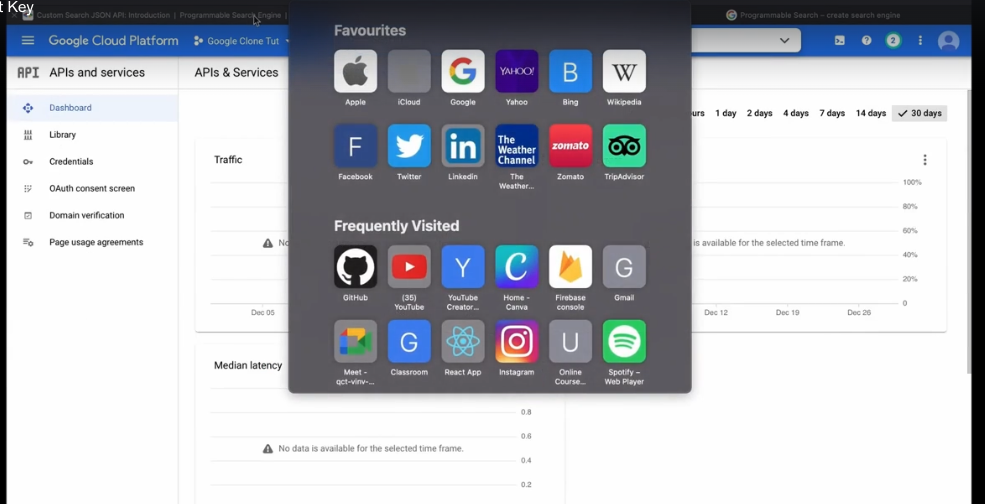 t Key
Custom Search JSON API: Introduction | Programmable Search Engine |
Programmable Search – create search engine
Google Cloud Platform
Google Clone Tut
2
API APIs and services
APIs & Services
Dashboard
Library
Credentials
OAuth consent screen
Domain verification
Page usage agreements
urs 1 day 2 days 4 days 7 days 14 days 30 days
Traffic
100%
80%
60%
40%
20%
0
No
is available for the selected time frame.
Dec 05
Dec 12
Dec 19
Dec 26
Median latency
0.8
0.6
0.4
0.2
No data is available for the selected time frame.
Favourites
YAHOO!
B
W
Apple
iCloud
Google
Yahoo
Bing
Wikipedia
F
in
The
Weather
Channel
zomato
Facebook
Twitter
Linkedin
The
Weather...
Zomato
TripAdvisor
Frequently Visited
Y
C
G
GitHub
(35)
YouTube
YouTube
Creator...
Home -
Canva
Firebase
console
Gmail
G
U
Meet -
qct-vinv-...
Classroom
React App
Instagram
Online
Course...
Spotify –
Web Player